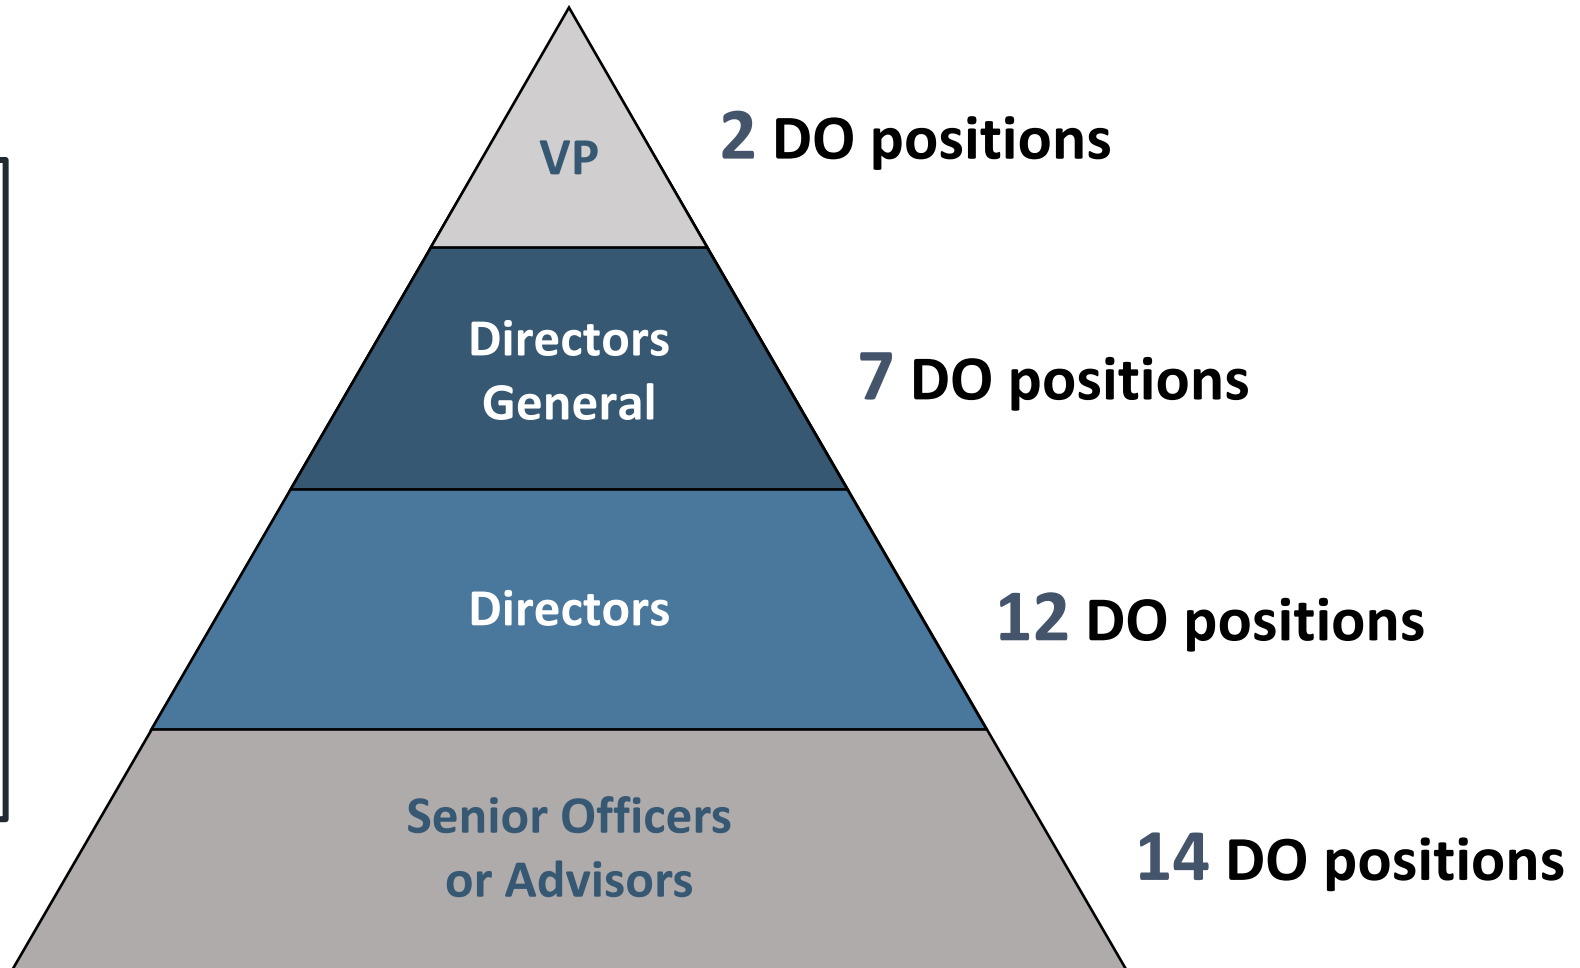 VP
2 DO positions
Directors
General
7 DO positions
Directors
12 DO positions
Senior Officers
or Advisors
14 DO positions